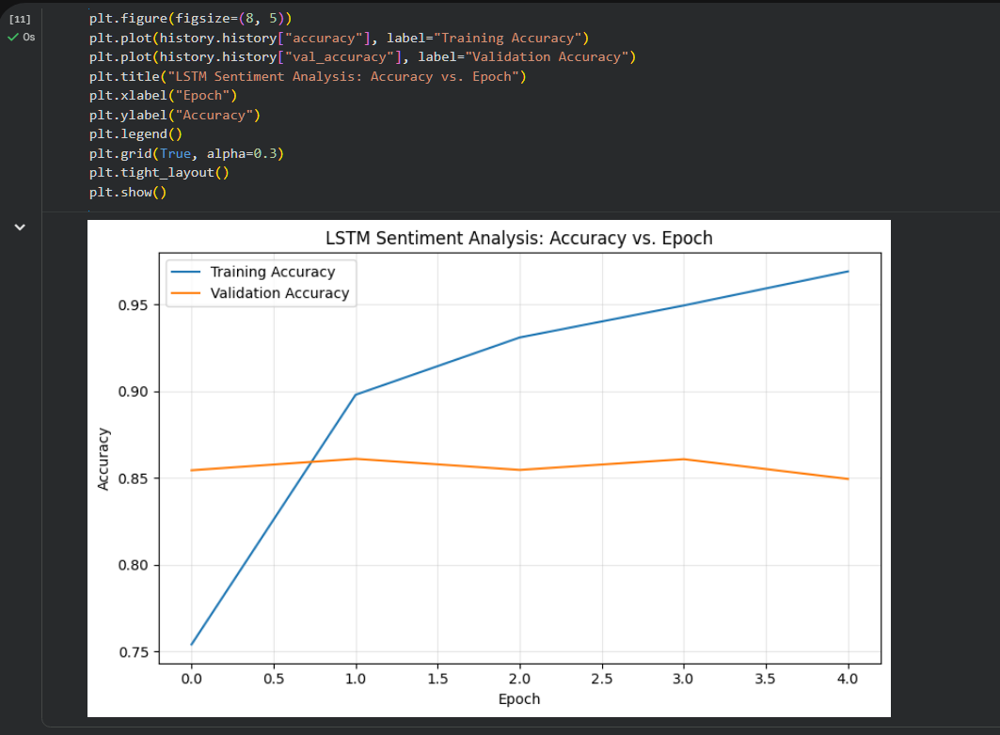 [11]
0s
plt.figure(figsize=(8, 5))
plt.plot(history.history["accuracy"], label="Training Accuracy")
plt.plot(history.history["val_accuracy"], label="Validation Accuracy")
plt.title("LSTM Sentiment Analysis: Accuracy vs. Epoch")
plt.xlabel("Epoch")
plt.ylabel("Accuracy")
plt.legend()
plt.grid(True, alpha=0.3)
plt.tight_layout()
plt.show()
LSTM Sentiment Analysis: Accuracy vs. Epoch
Training Accuracy
Validation Accuracy
Accuracy
0.95
0.90
0.85
0.80
0.75
0.0 0.5 1.0 1.5 2.0 2.5 3.0 3.5 4.0
Epoch